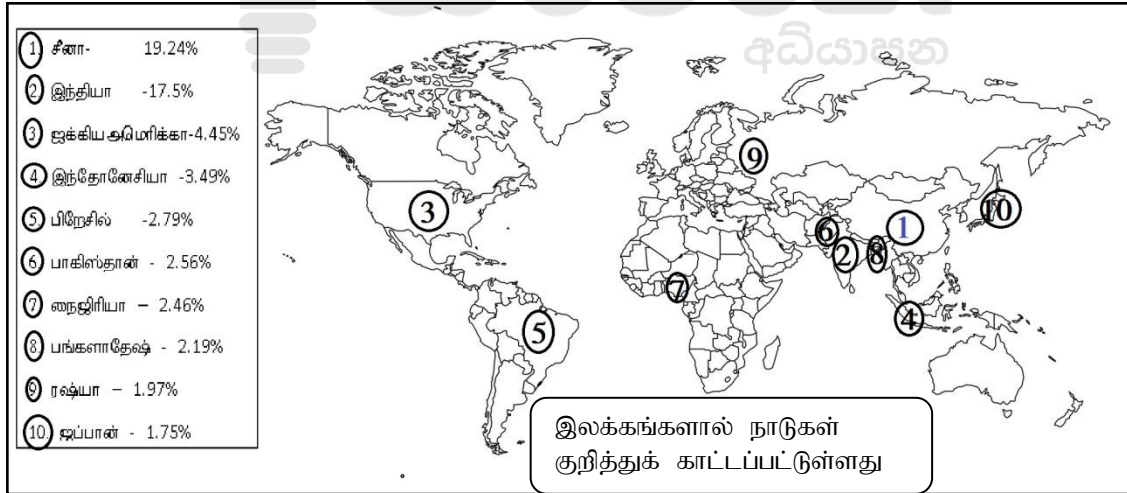 අධ්‍යාපන
1. சீனா- 19.24%
2. இந்தியா -17.5%
3. ஐக்கிய அமெரிக்கா-4.45%
4. இந்தோனேசியா -3.49%
5. பிறேசில் -2.79%
6. பாகிஸ்தான் - 2.56%
7. நைஜிரியா – 2.46%
8. பங்களாதேஷ் - 2.19%
9. ரஷ்யா – 1.97%
10. ஜப்பான் - 1.75%
9
3
10
1
6
2
8
7
4
5
இலக்கங்களால் நாடுகள்
குறித்துக் காட்டப்பட்டுள்ளது